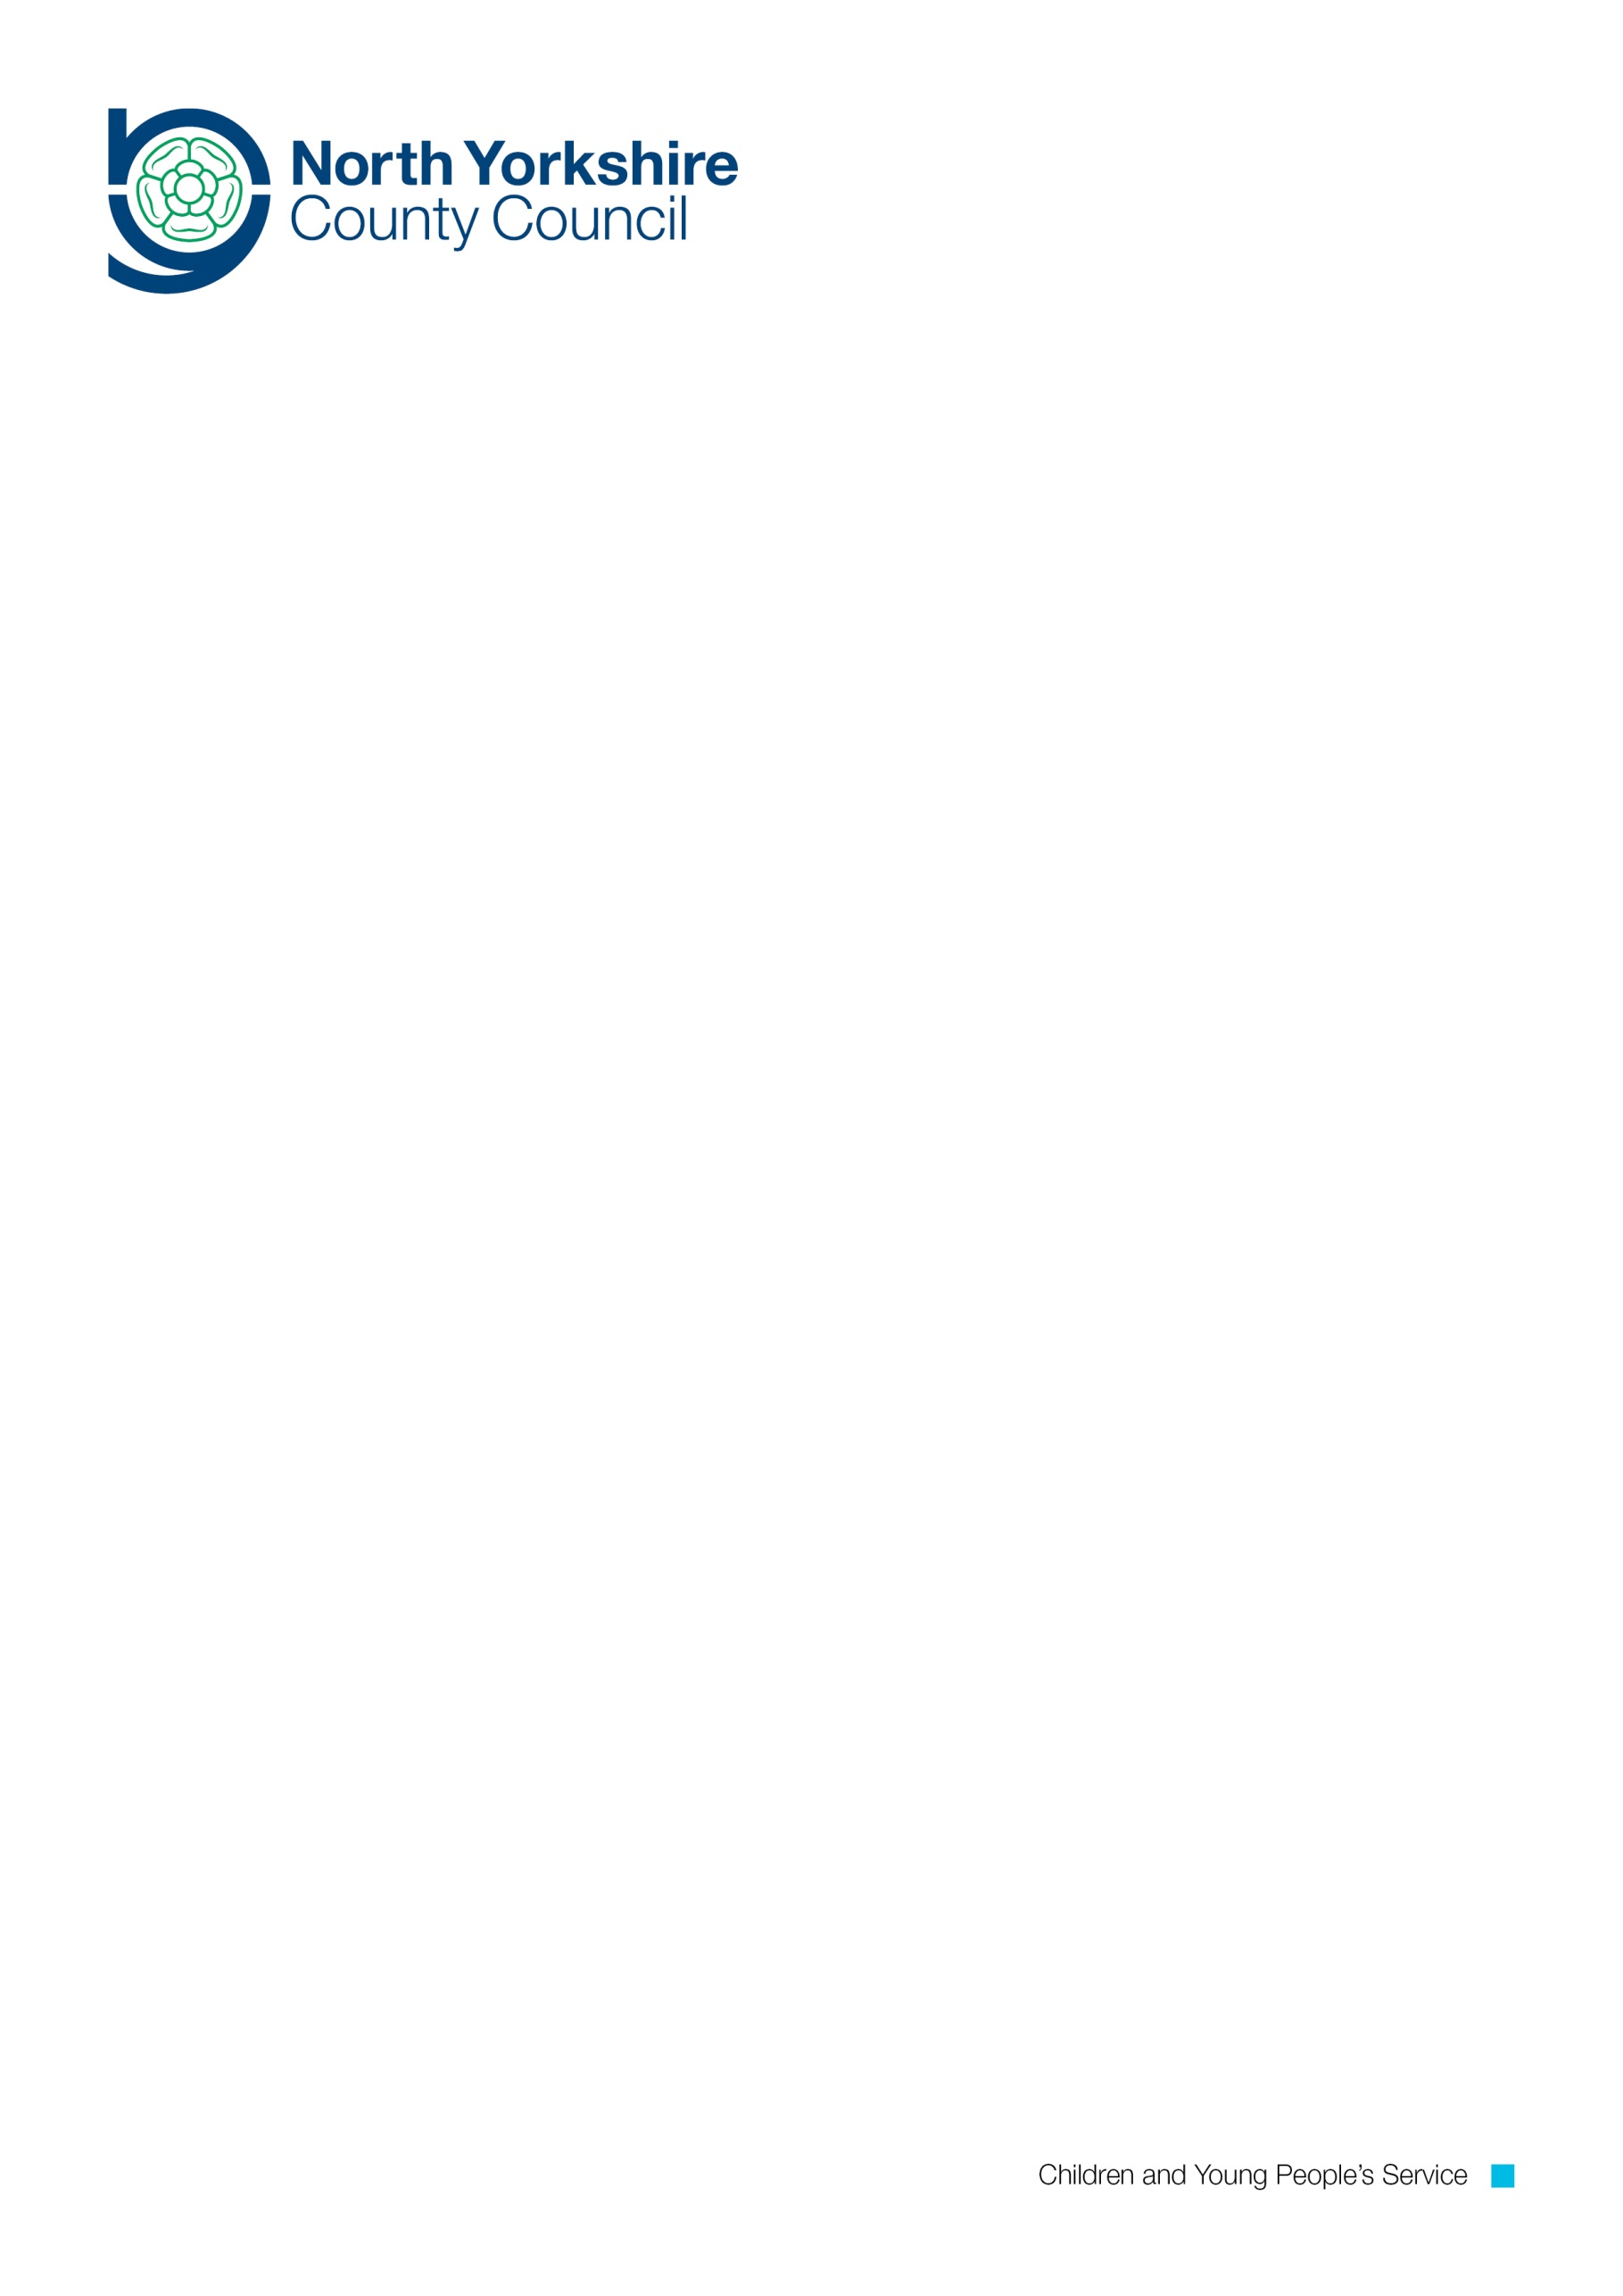 North Yorkshire
County Council
Children and Young People's Service